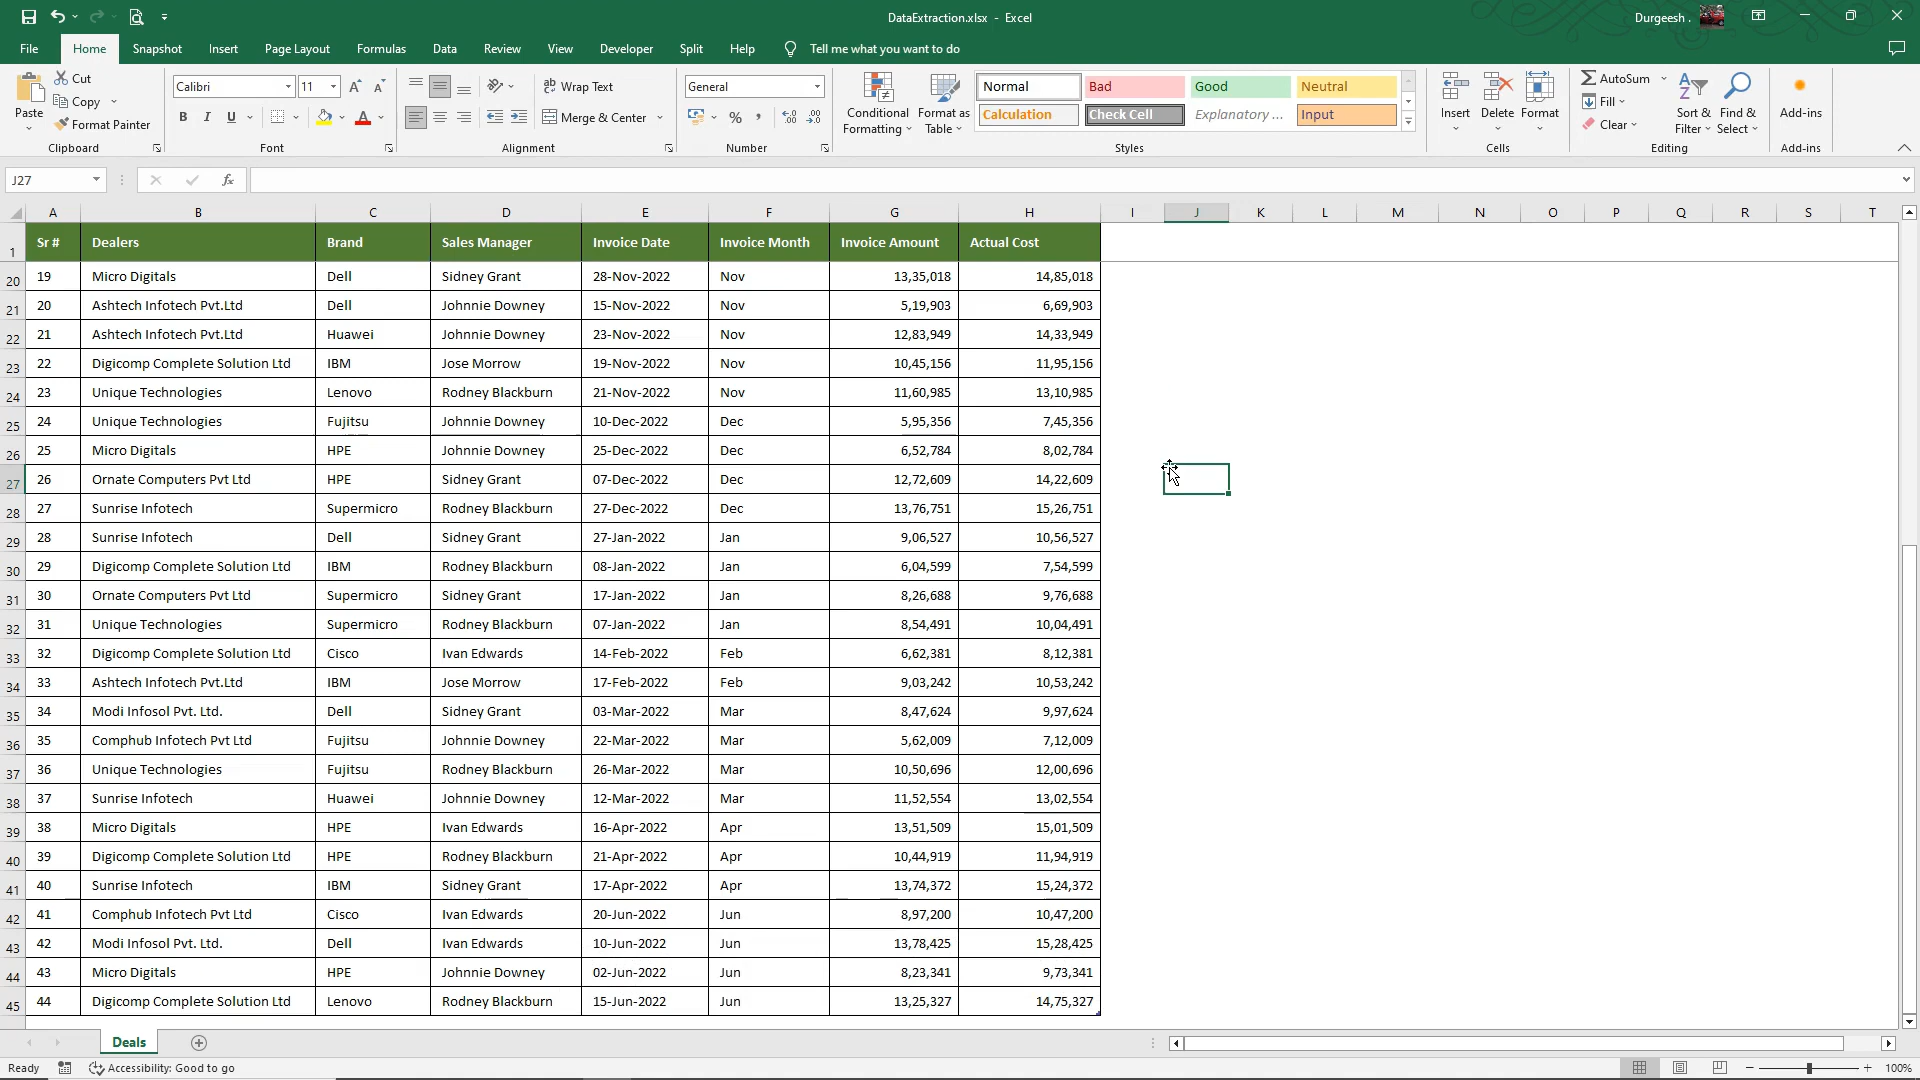 DataExtraction.xlsx - Excel
Durgeesh .
File Home Snapshot Insert Page Layout Formulas Data Review View Developer Split Help Tell me what you want to do
Paste
Cut
Copy
Format Painter
Clipboard
Calibri 11
B I U
Font
Wrap Text
Merge & Center
Alignment
General
Number
Conditional Formatting
Format as Table
Normal Bad Good Neutral
Calculation Check Cell Explanatory ... Input
Styles
Insert Delete Format
Cells
AutoSum
Fill
Clear
Sort & Filter
Find & Select
Editing
Add-ins
Add-ins
J27 fx
A B C D E F G H I J K L M N O P Q R S T
1 Sr # Dealers Brand Sales Manager Invoice Date Invoice Month Invoice Amount Actual Cost
20 19 Micro Digitals Dell Sidney Grant 28-Nov-2022 Nov 13,35,018 14,85,018
21 20 Ashtech Infotech Pvt.Ltd Dell Johnnie Downey 15-Nov-2022 Nov 5,19,903 6,69,903
22 21 Ashtech Infotech Pvt.Ltd Huawei Johnnie Downey 23-Nov-2022 Nov 12,83,949 14,33,949
23 22 Digicomp Complete Solution Ltd IBM Jose Morrow 19-Nov-2022 Nov 10,45,156 11,95,156
24 23 Unique Technologies Lenovo Rodney Blackburn 21-Nov-2022 Nov 11,60,985 13,10,985
25 24 Unique Technologies Fujitsu Johnnie Downey 10-Dec-2022 Dec 5,95,356 7,45,356
26 25 Micro Digitals HPE Johnnie Downey 25-Dec-2022 Dec 6,52,784 8,02,784
27 26 Ornate Computers Pvt Ltd HPE Sidney Grant 07-Dec-2022 Dec 12,72,609 14,22,609
28 27 Sunrise Infotech Supermicro Rodney Blackburn 27-Dec-2022 Dec 13,76,751 15,26,751
29 28 Sunrise Infotech Dell Sidney Grant 27-Jan-2022 Jan 9,06,527 10,56,527
30 29 Digicomp Complete Solution Ltd IBM Rodney Blackburn 08-Jan-2022 Jan 6,04,599 7,54,599
31 30 Ornate Computers Pvt Ltd Supermicro Sidney Grant 17-Jan-2022 Jan 8,26,688 9,76,688
32 31 Unique Technologies Supermicro Rodney Blackburn 07-Jan-2022 Jan 8,54,491 10,04,491
33 32 Digicomp Complete Solution Ltd Cisco Ivan Edwards 14-Feb-2022 Feb 6,62,381 8,12,381
34 33 Ashtech Infotech Pvt.Ltd IBM Jose Morrow 17-Feb-2022 Feb 9,03,242 10,53,242
35 34 Modi Infosol Pvt. Ltd. Dell Sidney Grant 03-Mar-2022 Mar 8,47,624 9,97,624
36 35 Comphub Infotech Pvt Ltd Fujitsu Johnnie Downey 22-Mar-2022 Mar 5,62,009 7,12,009
37 36 Unique Technologies Fujitsu Rodney Blackburn 26-Mar-2022 Mar 10,50,696 12,00,696
38 37 Sunrise Infotech Huawei Johnnie Downey 12-Mar-2022 Mar 11,52,554 13,02,554
39 38 Micro Digitals HPE Ivan Edwards 16-Apr-2022 Apr 13,51,509 15,01,509
40 39 Digicomp Complete Solution Ltd HPE Rodney Blackburn 21-Apr-2022 Apr 10,44,919 11,94,919
41 40 Sunrise Infotech IBM Sidney Grant 17-Apr-2022 Apr 13,74,372 15,24,372
42 41 Comphub Infotech Pvt Ltd Cisco Ivan Edwards 20-Jun-2022 Jun 8,97,200 10,47,200
43 42 Modi Infosol Pvt. Ltd. Dell Ivan Edwards 10-Jun-2022 Jun 13,78,425 15,28,425
44 43 Micro Digitals HPE Johnnie Downey 02-Jun-2022 Jun 8,23,341 9,73,341
45 44 Digicomp Complete Solution Ltd Lenovo Rodney Blackburn 15-Jun-2022 Jun 13,25,327 14,75,327
Deals
Ready Accessibility: Good to go 100%